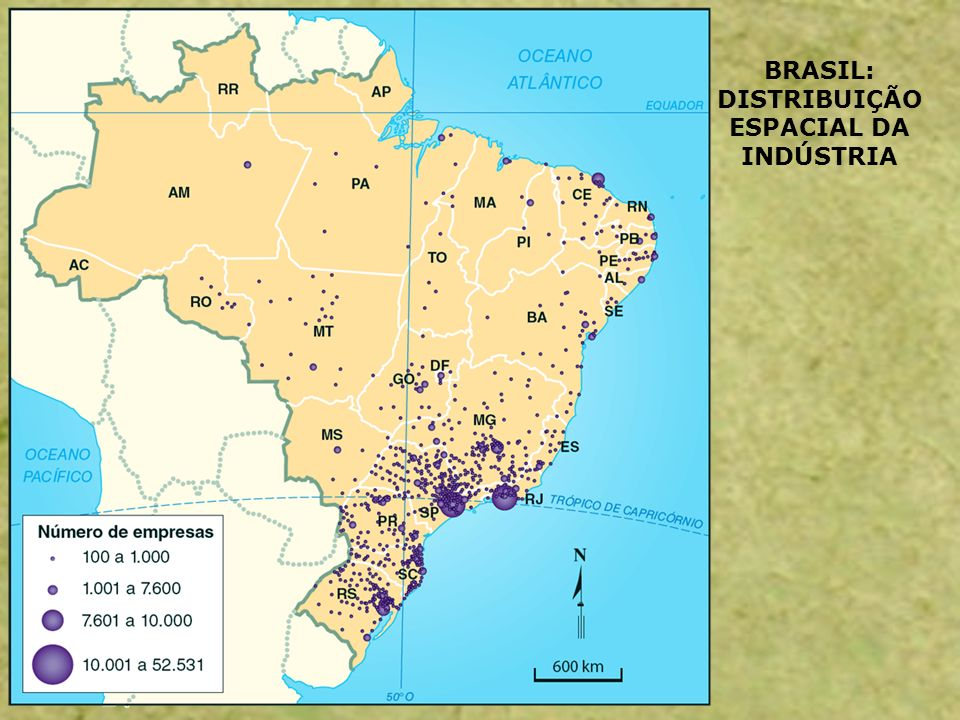 BRASIL:
DISTRIBUIÇÃO
ESPACIAL DA
INDÚSTRIA
OCEANO
ATLÂNTICO
EQUADOR
RR
AP
AM
PA
MA
CE
RN
PB
PI
PE
AL
SE
AC
RO
TO
MT
BA
DF
GO
MG
MS
ES
RJ
SP
PR
SC
RS
TRÓPICO DE CAPRICÓRNIO
OCEANO
PACÍFICO
Número de empresas
100 a 1.000
1.001 a 7.600
7.601 a 10.000
10.001 a 52.531
N
600 km
50°O